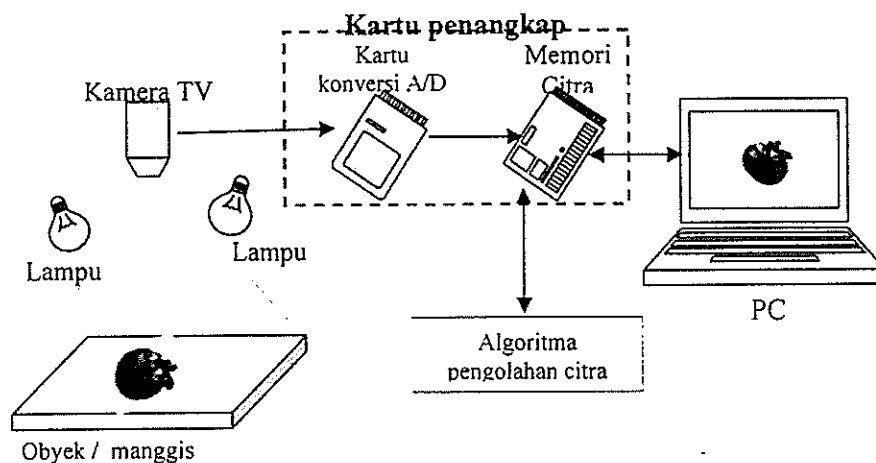 Kartu penangkap
Kartu
konversi A/D
Memori
Citra
Kamera TV
Lampu
Lampu
PC
Algoritma
pengolahan citra
Obyek / manggis